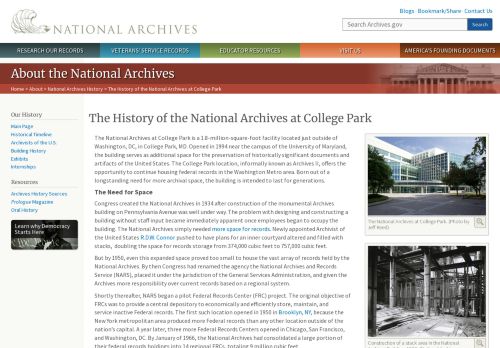 Blogs · Bookmark/Share · Contact Us
NATIONAL ARCHIVES
Search Archives.gov
Search
RESEARCH OUR RECORDS
VETERANS' SERVICE RECORDS
EDUCATOR RESOURCES
VISIT US
AMERICA'S FOUNDING DOCUMENTS
About the National Archives
Home > About > National Archives History > The History of the National Archives at College Park
Our History
Main Page
Historical Timeline
Archivists of the U.S.
Building History
Exhibits
Internships
Resources
Archives History Sources
Prologue Magazine
Oral History
Learn why Democracy
Starts Here
The History of the National Archives at College Park
The National Archives at College Park is a 1.8-million-square-foot facility located just outside of
Washington, DC, in College Park, MD. Opened in 1994 near the campus of the University of Maryland,
the building serves as additional space for the preservation of historically significant documents and
artifacts of the United States. The College Park location, informally known as Archives II, offers the
opportunity to continue housing federal records in the Washington Metro area. Born out of a
longstanding need for more archival space, the building is intended to last for generations.
The Need for Space
Congress created the National Archives in 1934 after construction of the monumental Archives
building on Pennsylvania Avenue was well under way. The problem with designing and constructing a
building without staff input became immediately apparent once employees began to occupy the
building. The National Archives simply needed more space for records. Newly appointed Archivist of
the United States R.D.W. Connor pushed to have plans for an inner courtyard altered and filled with
stacks, doubling the space for records storage from 374,000 cubic feet to 757,000 cubic feet.
But by 1950, even this expanded space proved too small to house the vast array of records held by the
National Archives. By then Congress had renamed the agency the National Archives and Records
Service (NARS), placed it under the jurisdiction of the General Services Administration, and given the
Archives more responsibility over current records based on a regional system.
Shortly thereafter, NARS began a pilot Federal Records Center (FRC) project. The original objective of
FRCs was to provide a central depository to economically and efficiently store, maintain, and
service inactive Federal records. The first such location opened in 1950 in Brooklyn, NY, because the
New York metropolitan area produced more Federal records than any other location outside of the
nation's capital. A year later, three more Federal Records Centers opened in Chicago, San Francisco,
and Washington, DC. By January of 1966, the National Archives had consolidated a large portion of
their federal records holdings into 14 regional FRCs, totaling 9 million cubic feet.
The National Archives at College Park. (Photo by
Jeff Reed)
Construction of a stack area in the National